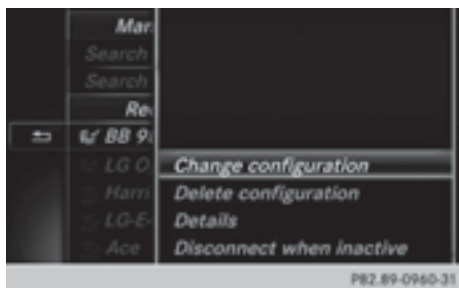 Mar
Search
Search
Re
BB 9
LG O
Change configuration
Harri
Delete configuration
LG-E-
Details
Ace
Disconnect when inactive
P82.89-0960-31